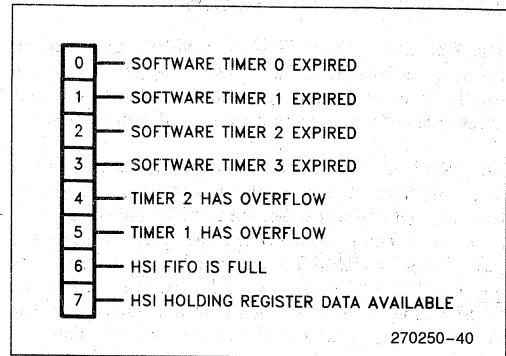 0 SOFTWARE TIMER 0 EXPIRED
1 SOFTWARE TIMER 1 EXPIRED
2 SOFTWARE TIMER 2 EXPIRED
3 SOFTWARE TIMER 3 EXPIRED
4 TIMER 2 HAS OVERFLOW
5 TIMER 1 HAS OVERFLOW
6 HSI FIFO IS FULL
7 HSI HOLDING REGISTER DATA AVAILABLE
270250-40